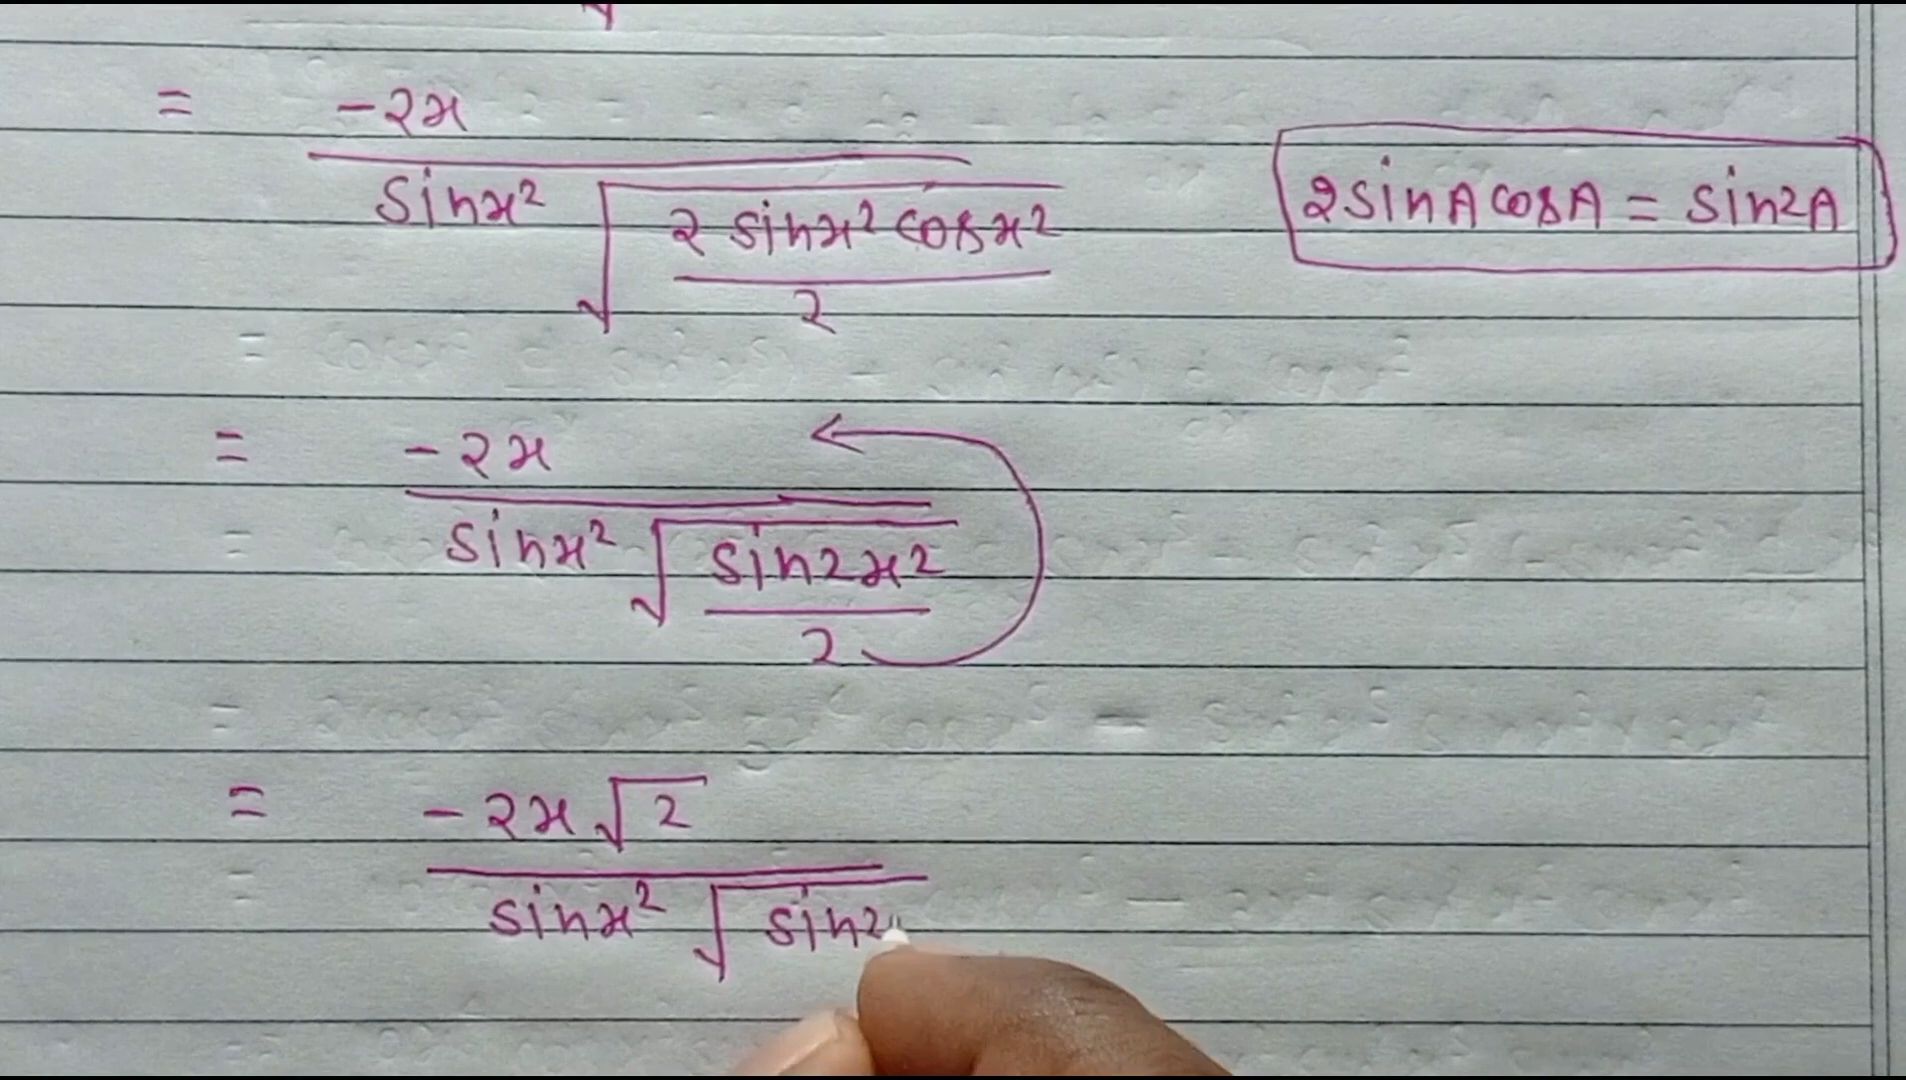 = -2x
sinx² √ 2 sinx² cosx²
2
2sinAcosA = sin2A
= -2x
sinx² √ sin2x²
2
= -2x√2
sinx² √ sin2